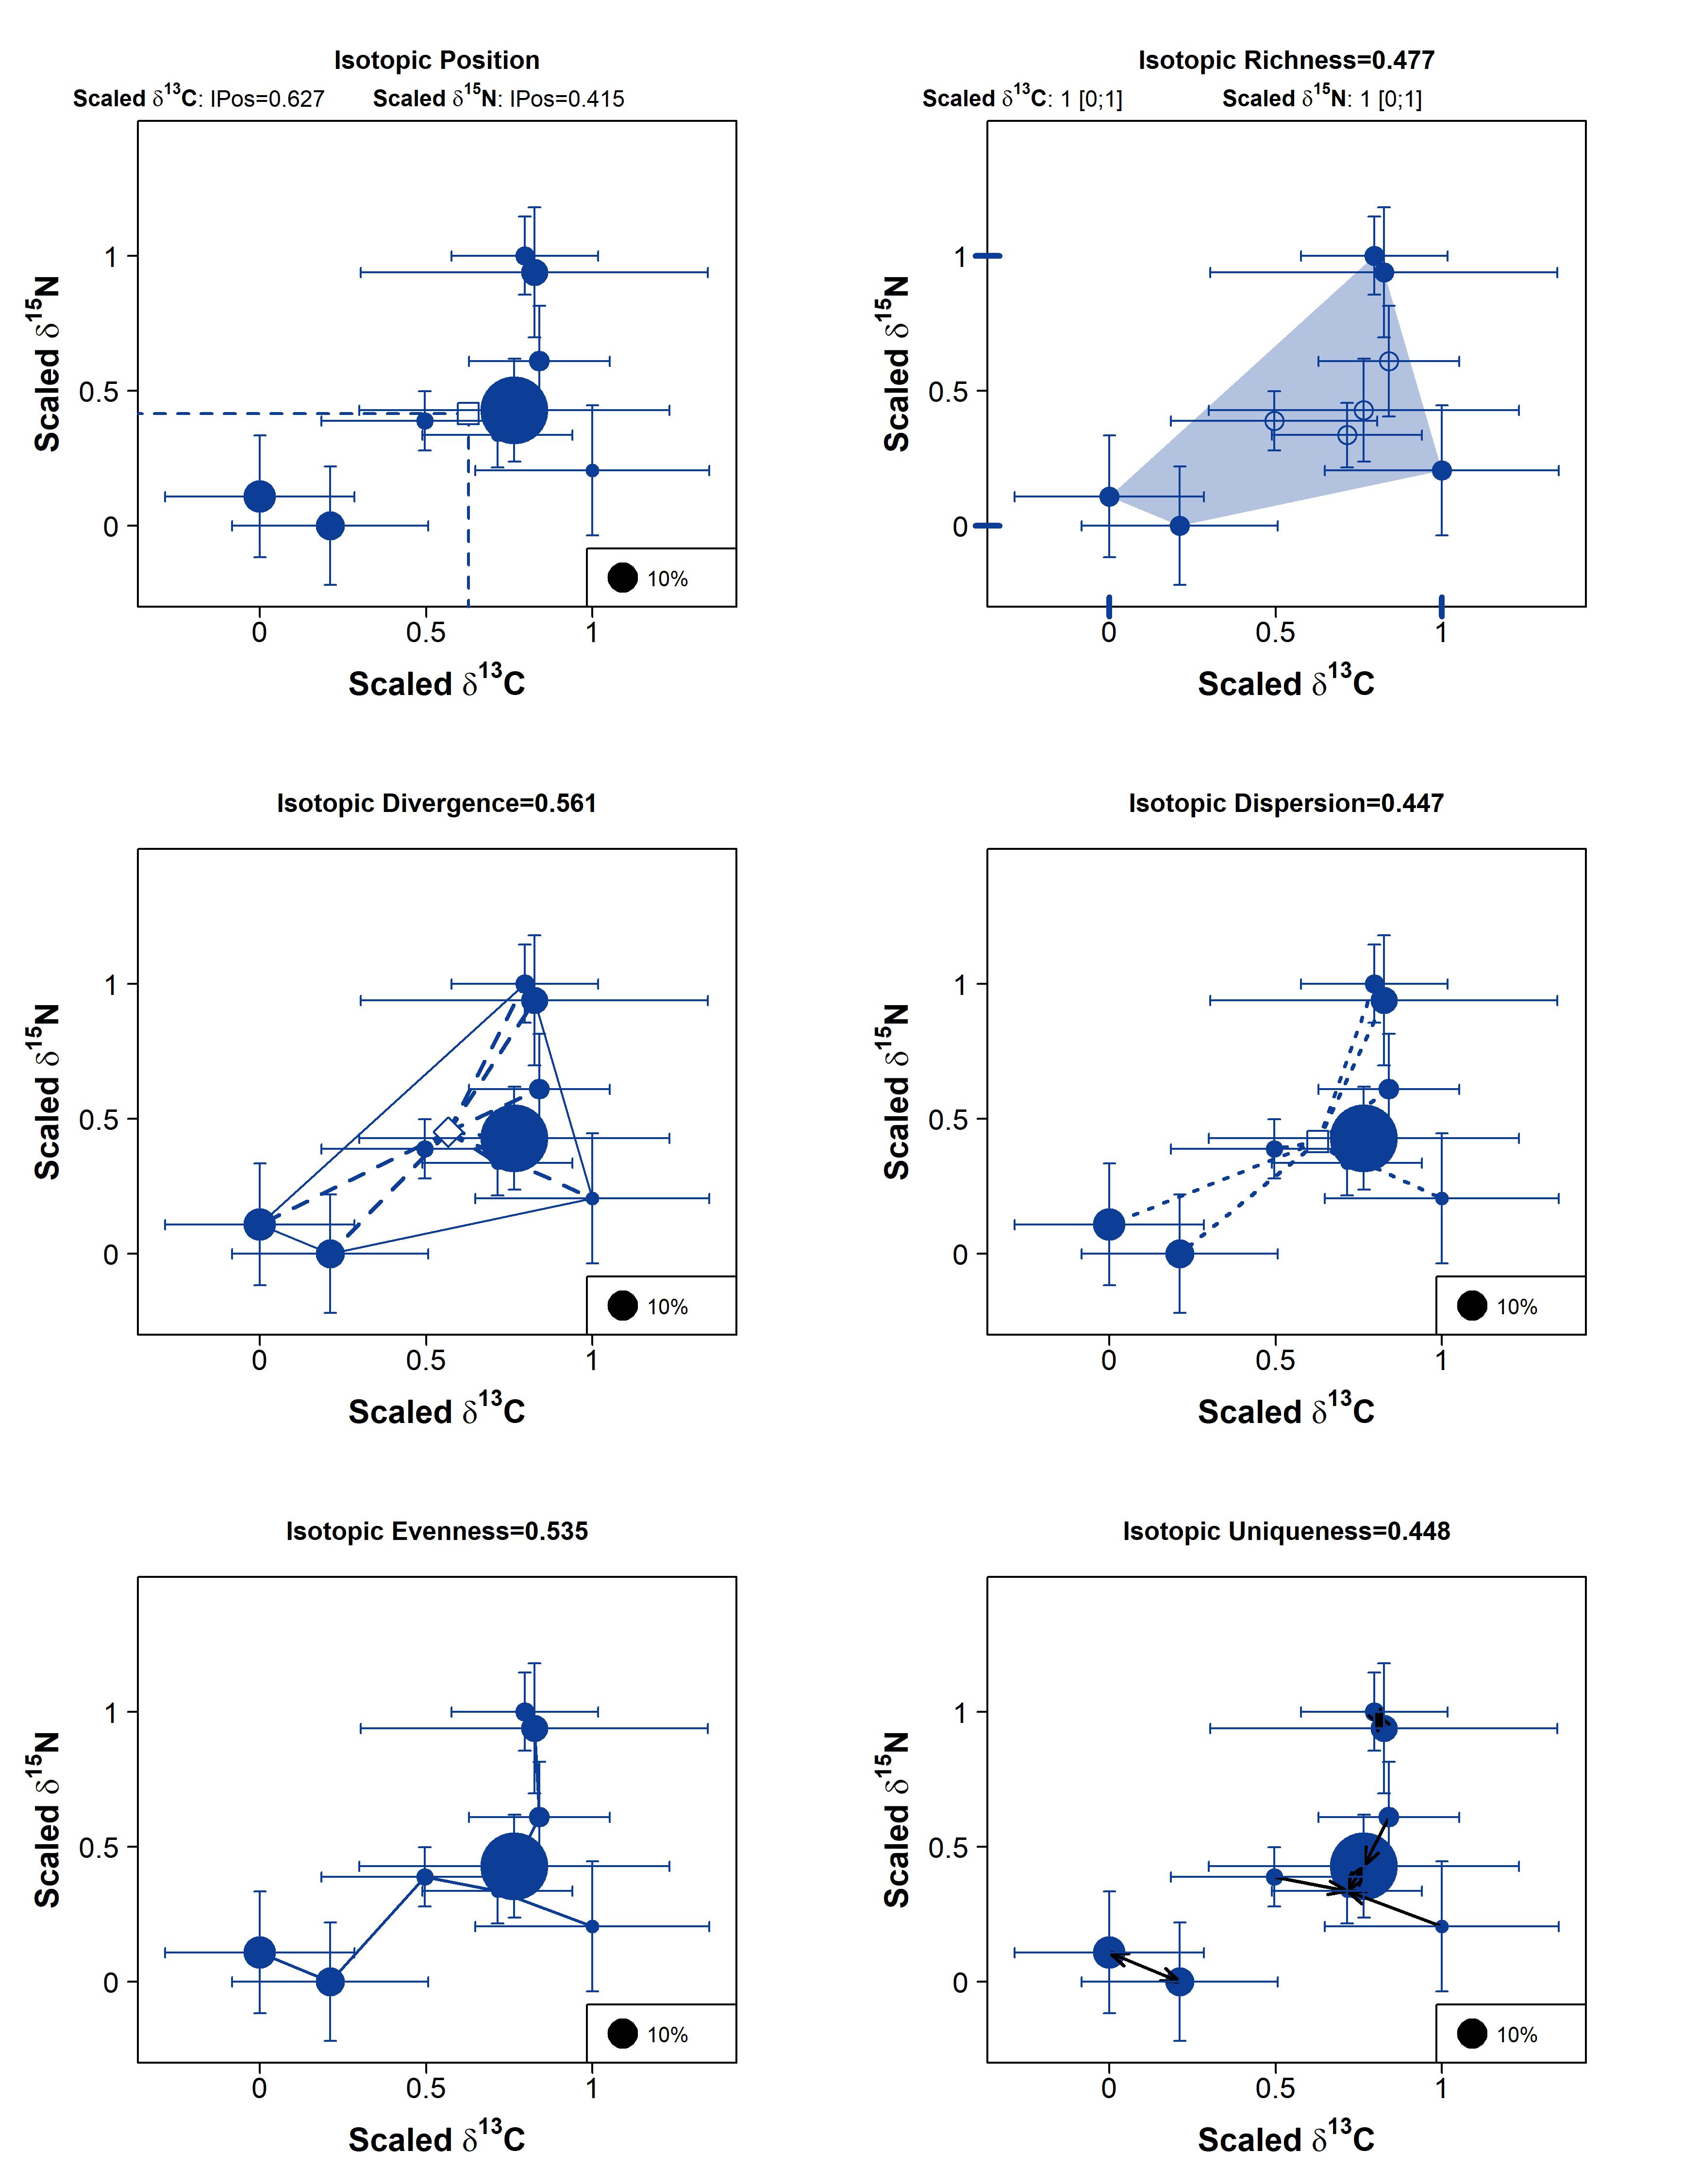 Isotopic Position
Scaled δ13C: IPos=0.627 Scaled δ15N: IPos=0.415
Scaled δ15N
1
0.5
0
10%
0 0.5 1
Scaled δ13C
Isotopic Richness=0.477
Scaled δ13C: 1 [0;1] Scaled δ15N: 1 [0;1]
Scaled δ15N
1
0.5
0
0 0.5 1
Scaled δ13C
Isotopic Divergence=0.561
Scaled δ15N
1
0.5
0
10%
0 0.5 1
Scaled δ13C
Isotopic Dispersion=0.447
Scaled δ15N
1
0.5
0
10%
0 0.5 1
Scaled δ13C
Isotopic Evenness=0.535
Scaled δ15N
1
0.5
0
10%
0 0.5 1
Scaled δ13C
Isotopic Uniqueness=0.448
Scaled δ15N
1
0.5
0
10%
0 0.5 1
Scaled δ13C